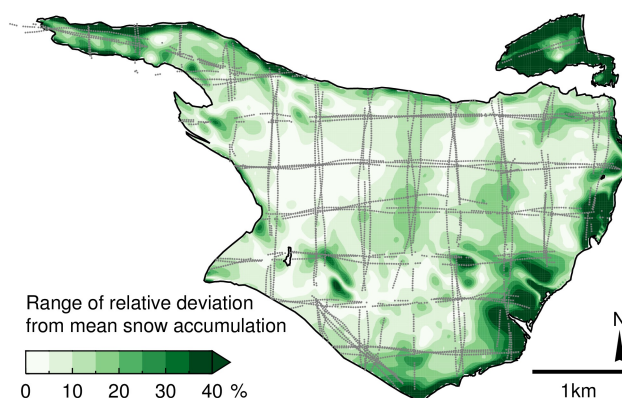 N
Range of relative deviation
from mean snow accumulation
0 10 20 30 40 %
1km